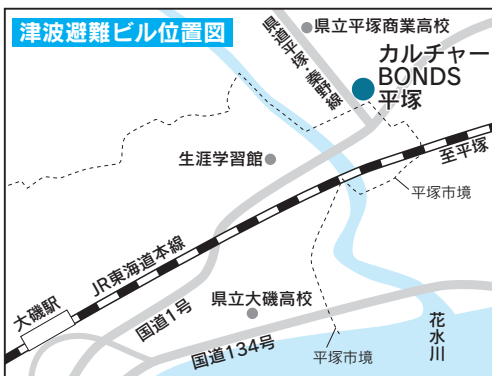 津波避難ビル位置図
県立平塚商業高校
県道平塚・秦野線
カルチャー
BONDS
平塚
生涯学習館
至平塚
平塚市境
JR東海道本線
大磯駅
県立大磯高校
国道1号
国道134号
平塚市境
花水川